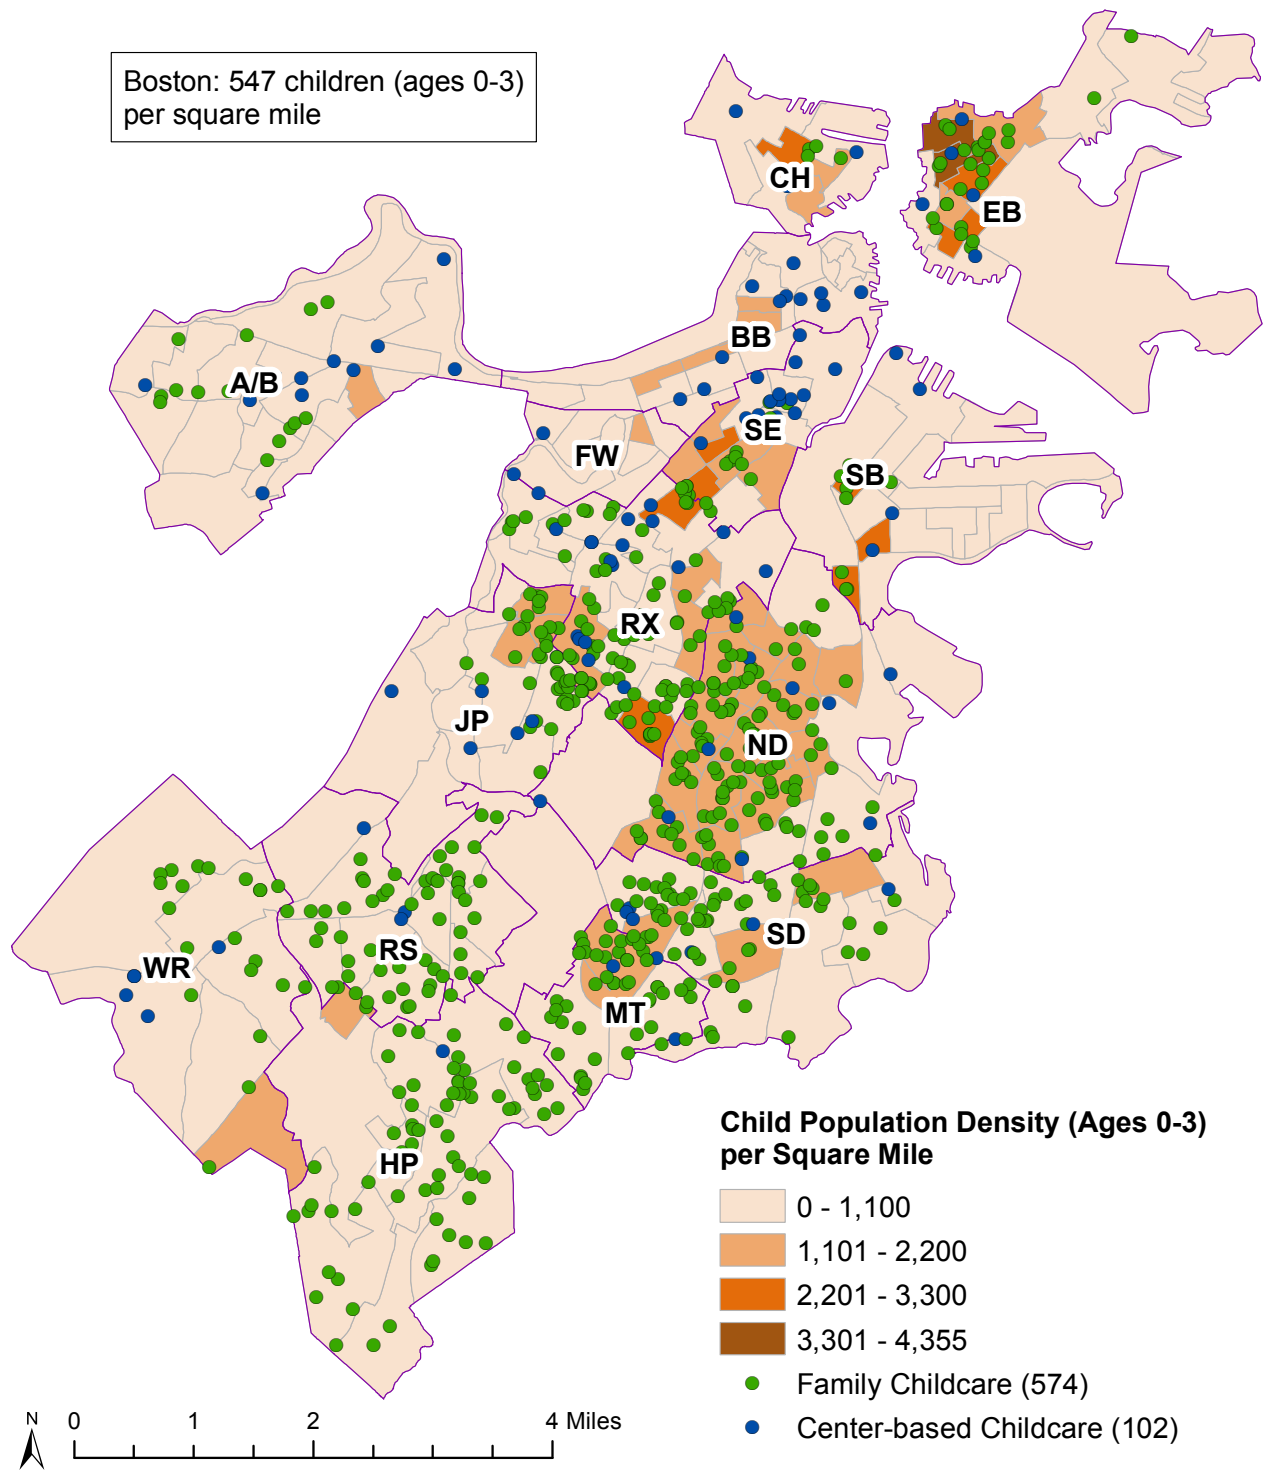 Boston: 547 children (ages 0-3)
per square mile
CH
EB
BB
A/B
SE
FW
SB
RX
JP
ND
RS
SD
WR
MT
HP
Child Population Density (Ages 0-3)
per Square Mile
0 - 1,100
1,101 - 2,200
2,201 - 3,300
3,301 - 4,355
Family Childcare (574)
Center-based Childcare (102)
N
0 1 2 4 Miles